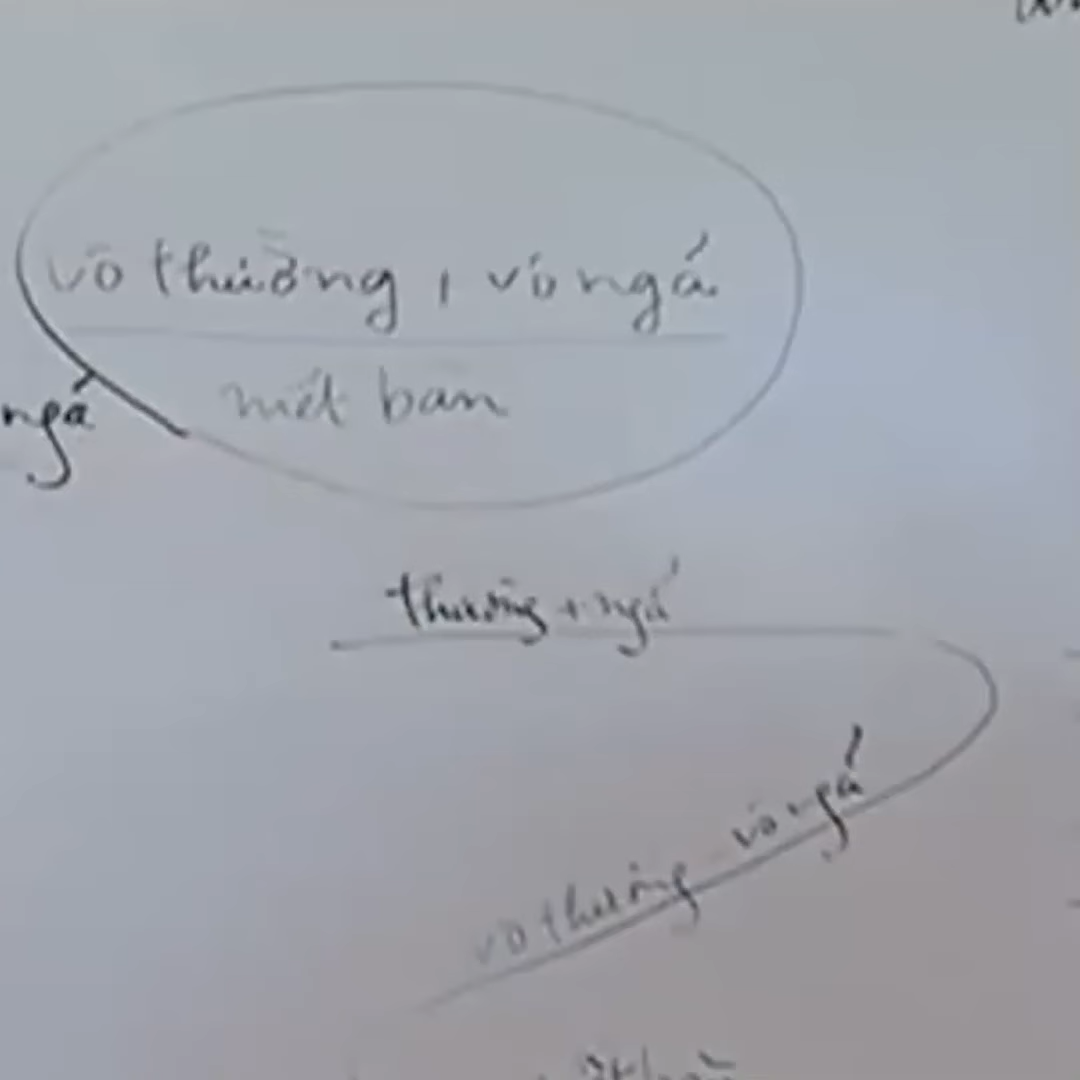 vô thường, vô ngã
niết bàn
ngã
thường + ngã
vô thường vô ngã